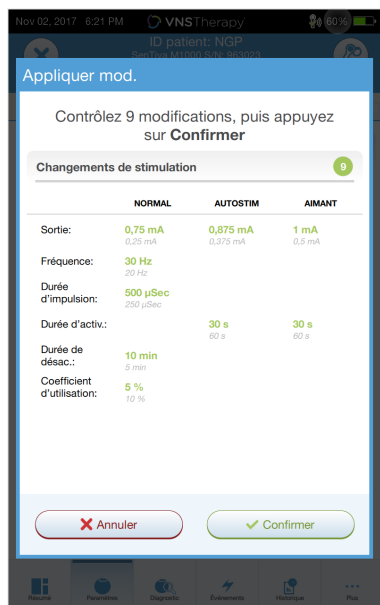 Nov 02, 2017 6:21 PM VNSTherapy 60%
ID patient: NGP
SenTiva M1000 S/N: 963023
Appliquer mod.
Contrôlez 9 modifications, puis appuyez
sur Confirmer
Changements de stimulation 9
NORMAL AUTOSTIM AIMANT
Sortie: 0,75 mA 0,875 mA 1 mA
0,25 mA 0,375 mA 0,5 mA
Fréquence: 30 Hz
20 Hz
Durée
d'impulsion: 500 µSec
250 µSec
Durée d'activ.: 30 s 30 s
60 s 60 s
Durée de
désac.: 10 min
5 min
Coefficient
d'utilisation: 5 %
10 %
Annuler Confirmer
Résumé Paramètres Diagnostic Événements Historique Plus